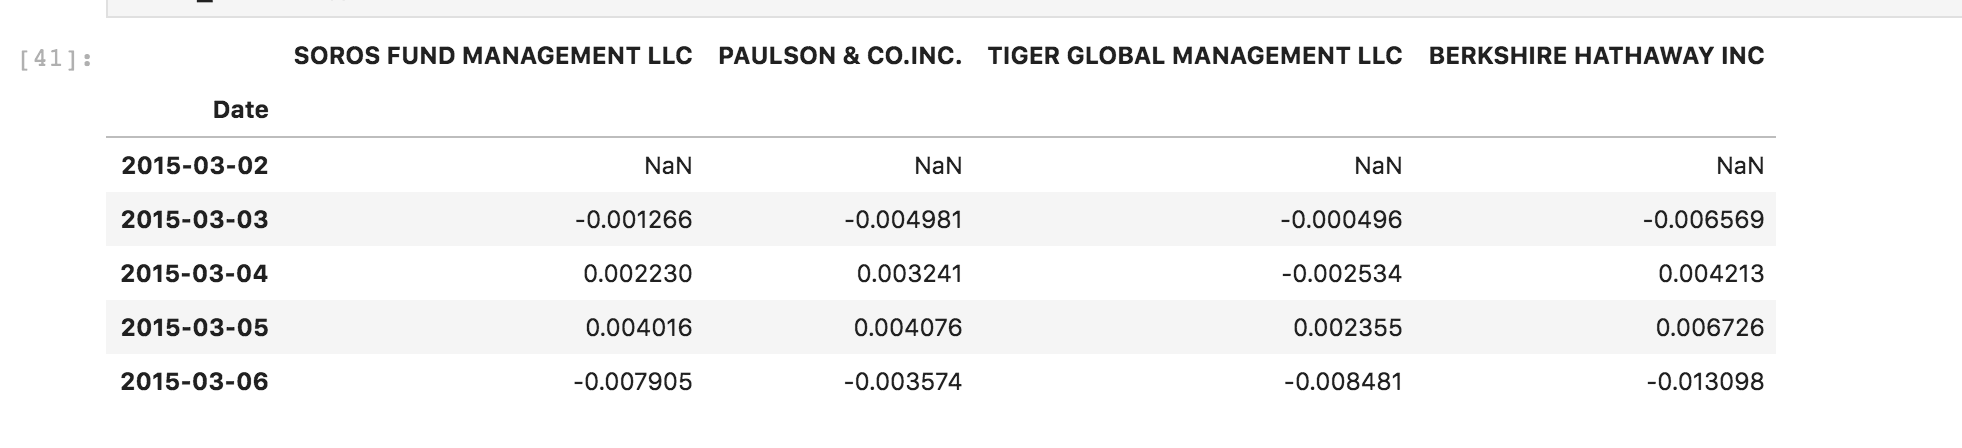 [41]: SOROS FUND MANAGEMENT LLC PAULSON & CO.INC. TIGER GLOBAL MANAGEMENT LLC BERKSHIRE HATHAWAY INC
Date
2015-03-02 NaN NaN NaN NaN
2015-03-03 -0.001266 -0.004981 -0.000496 -0.006569
2015-03-04 0.002230 0.003241 -0.002534 0.004213
2015-03-05 0.004016 0.004076 0.002355 0.006726
2015-03-06 -0.007905 -0.003574 -0.008481 -0.013098